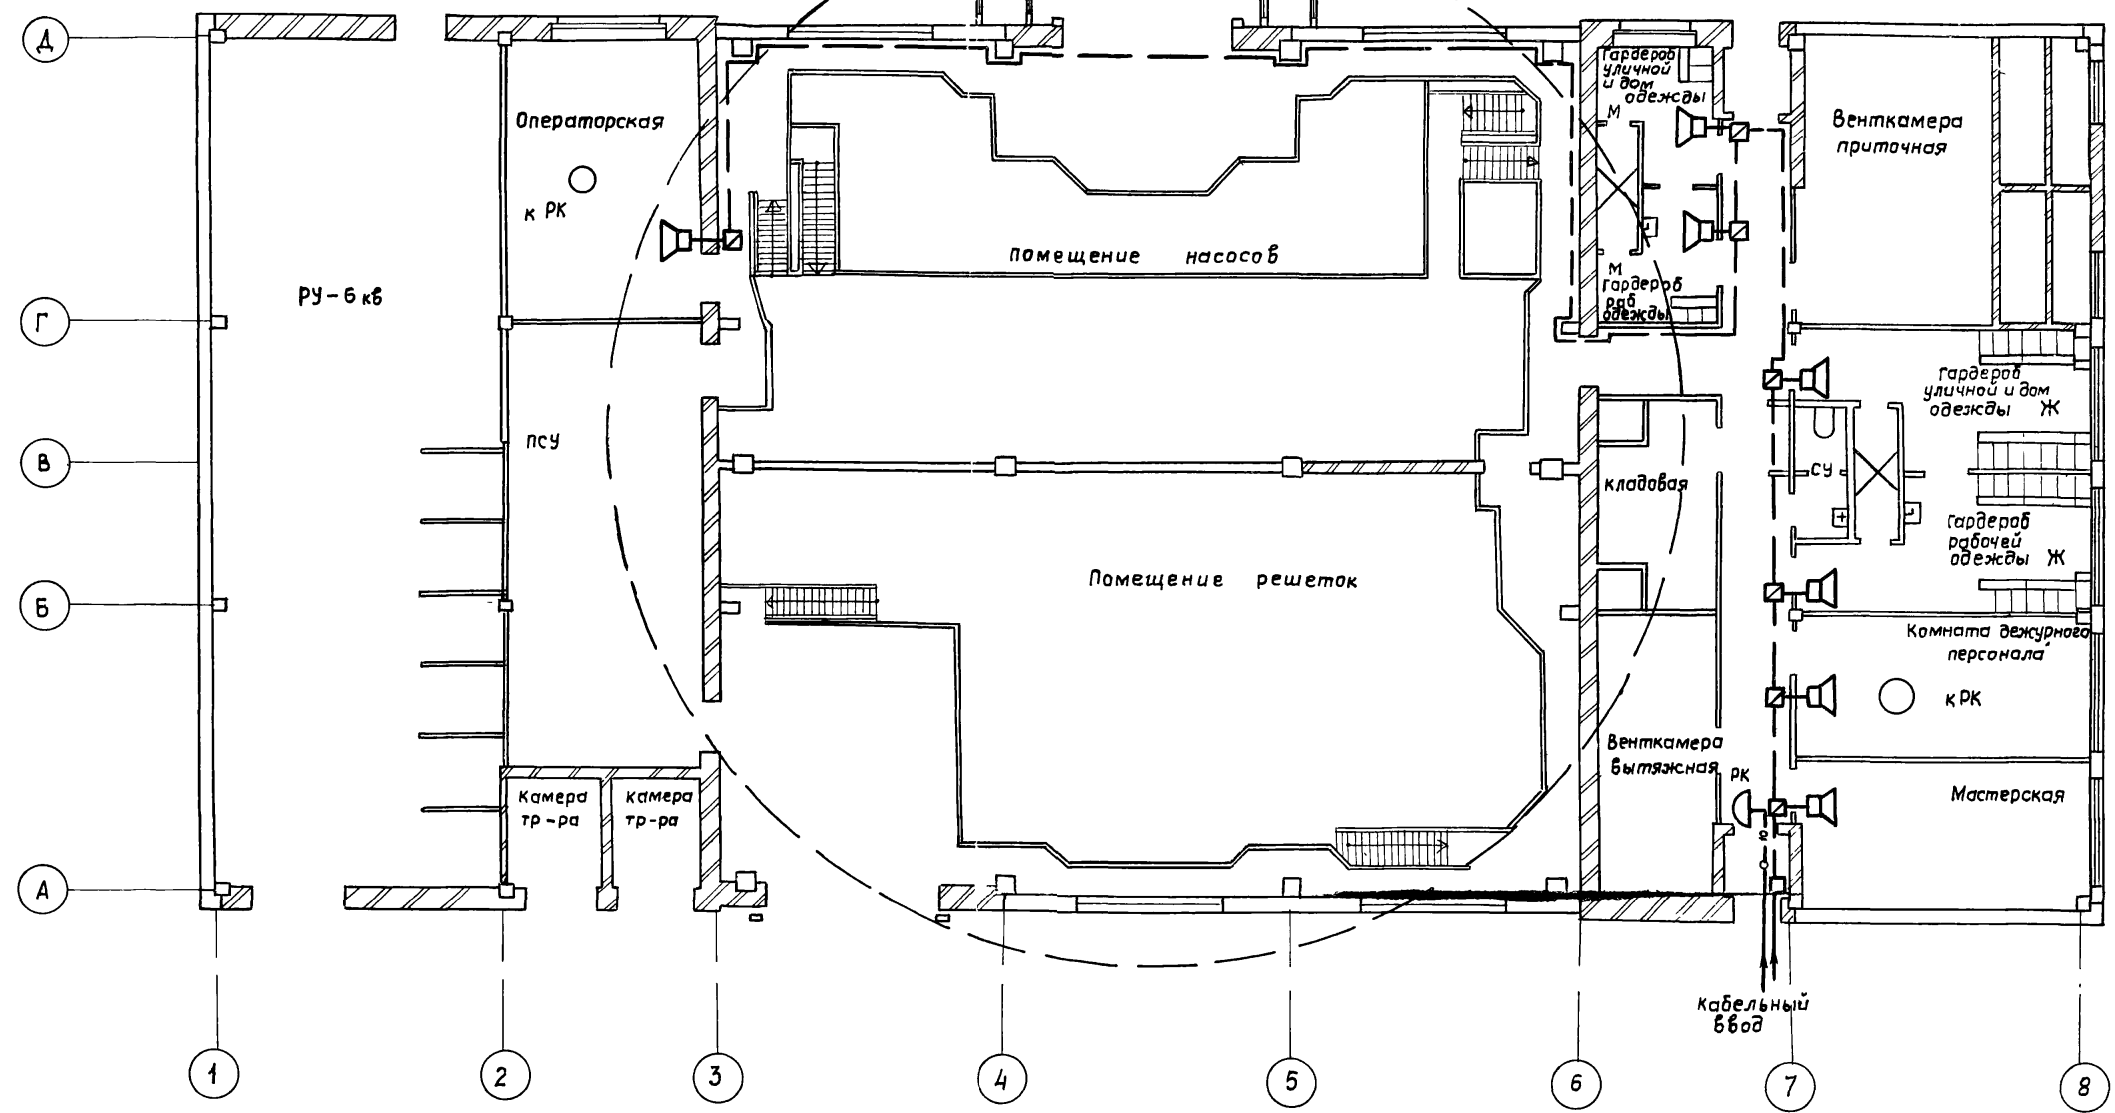 Д
Г
В
Б
А
РУ-6 кв
Операторская
к РК
ПСУ
Камера
тр-ра
камера
тр-ра
помещение насосов
Помещение решеток
Гардероб
уличной
и дом
одежды
М
М
Гардероб
раб
одежды
кладовая
Венткамера
вытяжная
РК
Венткамера
приточная
Гардероб
уличной и дом
одежды Ж
СУ
Гардероб
рабочей
одежды Ж
Комната дежурного
персонала
к РК
Мастерская
Кабельный
ввод
1
2
3
4
5
6
7
8